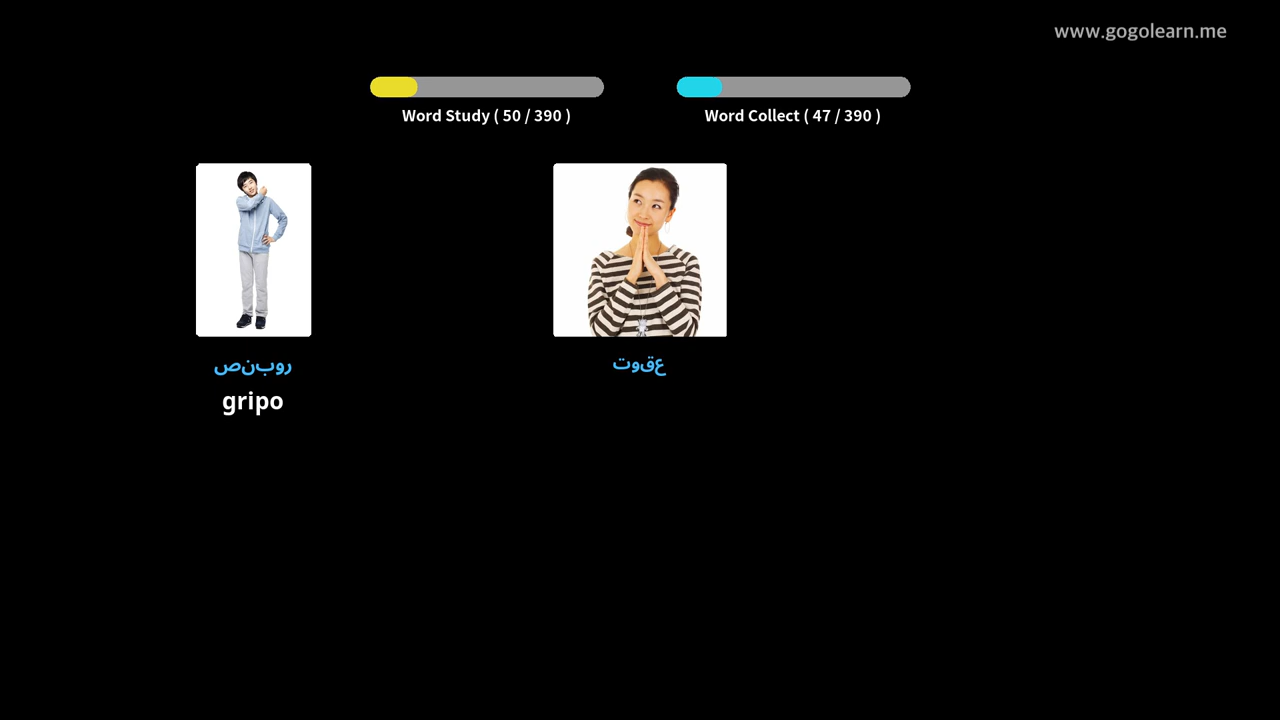 www.gogolearn.me
Word Study ( 50 / 390 )
Word Collect ( 47 / 390 )
روبنص
gripo
عقوت